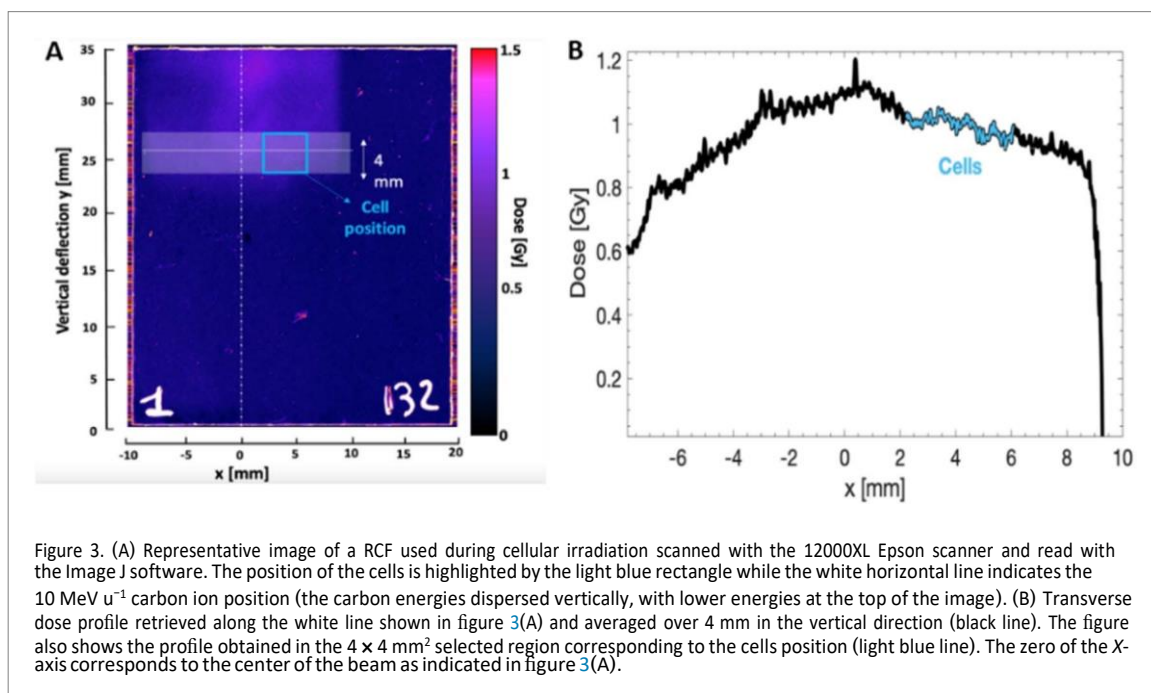 A
B
35
30
25
20
15
10
5
0
Vertical deflection y [mm]
4
mm
Cell
position
1
132
-10
-5
0
5
10
15
20
x [mm]
1.5
1
0.5
0
Dose [Gy]
1.2
1
0.8
0.6
0.4
0.2
Dose [Gy]
Cells
-6
-4
-2
0
2
4
6
8
10
x [mm]
Figure 3. (A) Representative image of a RCF used during cellular irradiation scanned with the 12000XL Epson scanner and read with
the Image J software. The position of the cells is highlighted by the light blue rectangle while the white horizontal line indicates the
10 MeV u⁻¹ carbon ion position (the carbon energies dispersed vertically, with lower energies at the top of the image). (B) Transverse
dose profile retrieved along the white line shown in figure 3(A) and averaged over 4 mm in the vertical direction (black line). The figure
also shows the profile obtained in the 4 × 4 mm² selected region corresponding to the cells position (light blue line). The zero of the X-
axis corresponds to the center of the beam as indicated in figure 3(A).